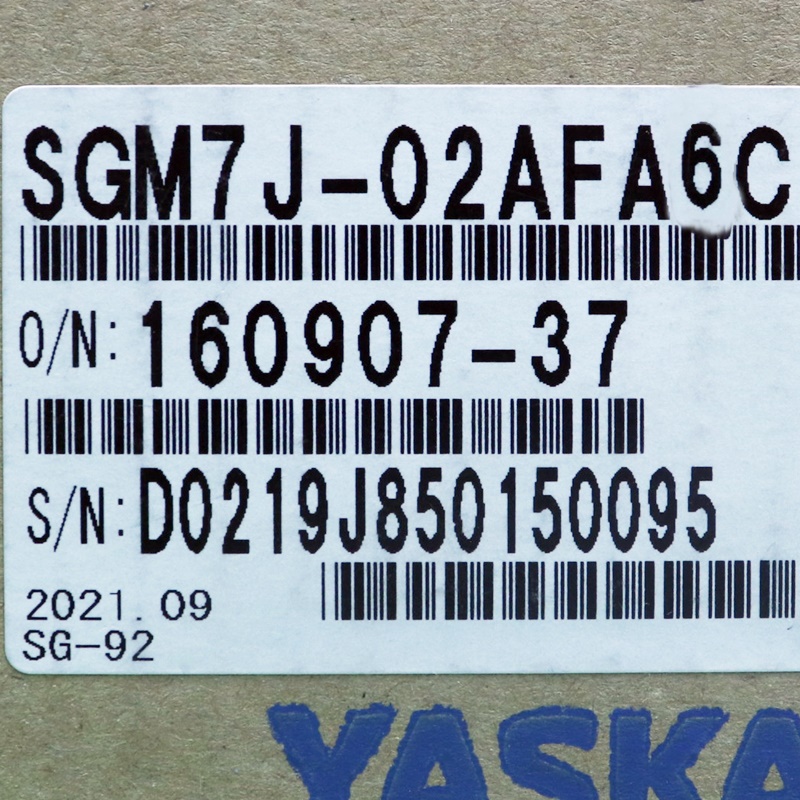 SGM7J-02AFA6C
O/N: 160907-37
S/N: D0219J850150095
2021.09
SG-92
YASKA